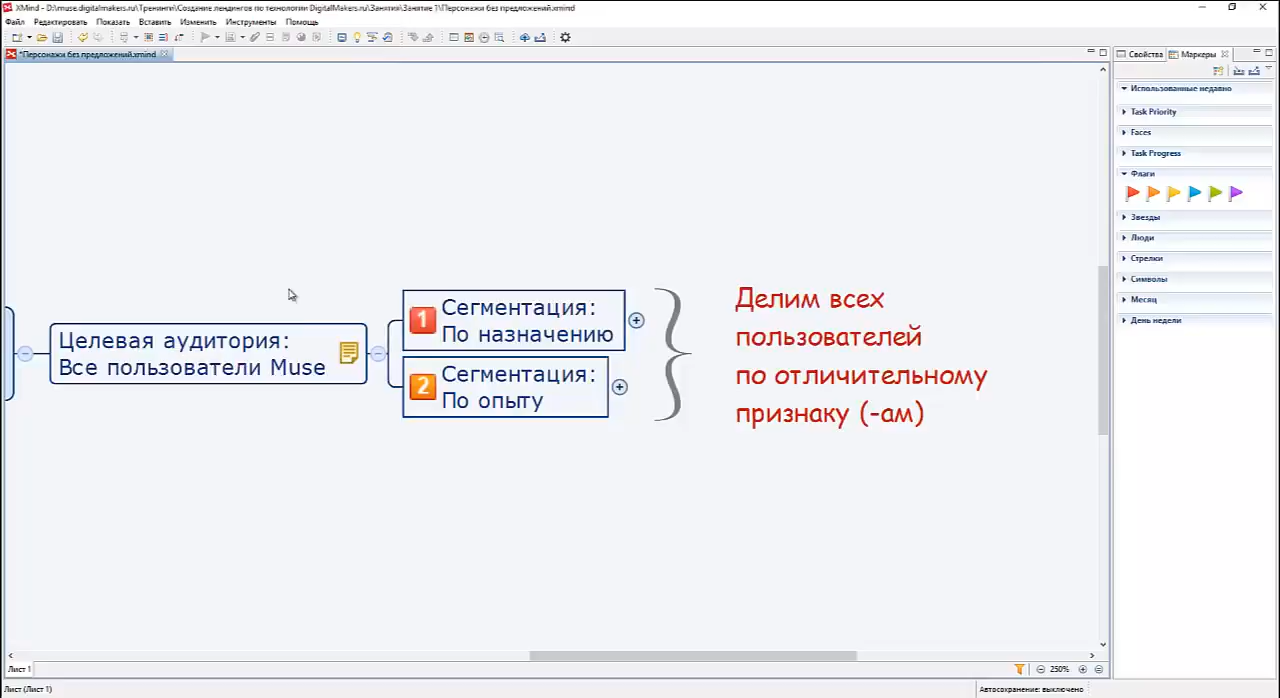 XMind - D:\muse.digitalmakers.ru\Тренинги\Создание лендингов по технологии DigitalMakers.ru\Занятия\Занятие 1\Персонажи без предложений.xmind
Файл Редактировать Показать Вставить Изменить Инструменты Помощь
*Персонажи без предложений.xmind
Свойства Маркеры
Использованные недавно
Task Priority
Faces
Task Progress
Флаги
Звезды
Люди
Стрелки
Символы
Месяц
День недели
Целевая аудитория:
Все пользователи Muse
1 Сегментация:
По назначению
2 Сегментация:
По опыту
Делим всех
пользователей
по отличительному
признаку (-ам)
Лист 1
250%
Лист (Лист 1)
Автосохранение: выключено